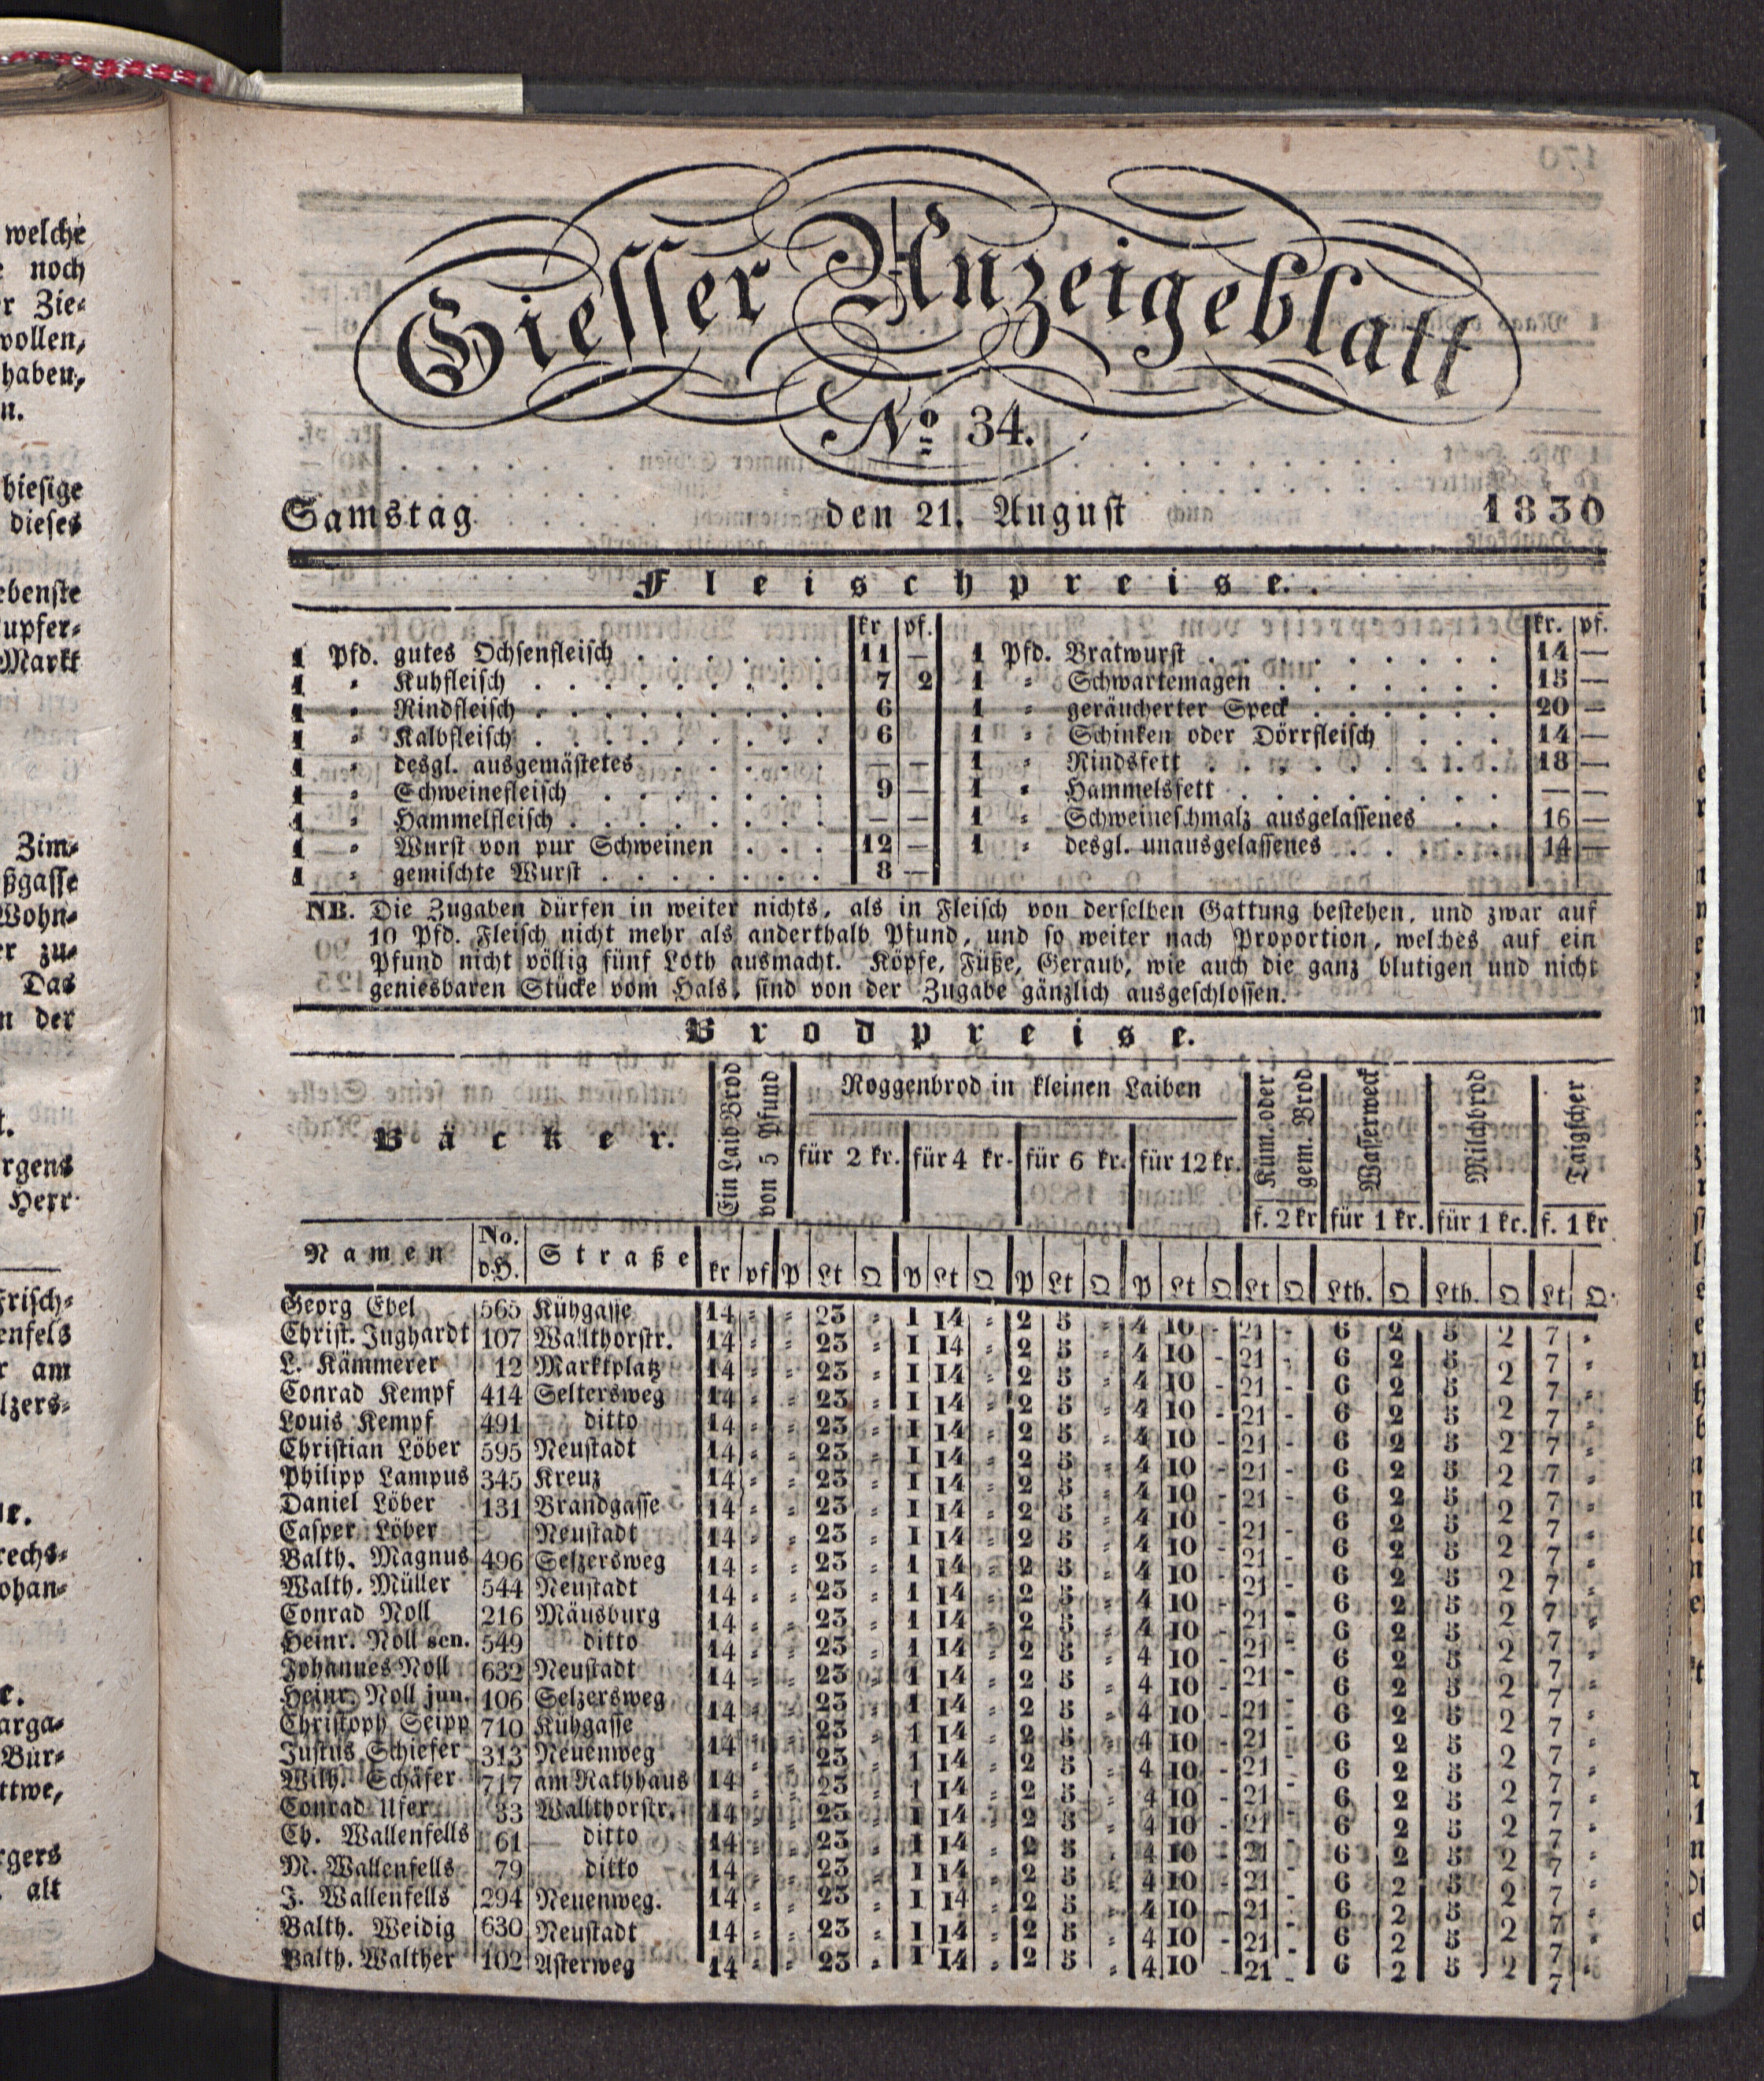 welche
noch
r Zie=
wollen,
haben,
n.
hiesige
dieses
ebenste
upfer=
Markt
Zim=
ßgasse
Wohn=
er zu=
Das
n der
t.
rgens
Herr
Frisch=
enfels
r am
lzers=
rechs=
ohan=
arga=
Bür=
ttwe,
rgers
alt
170
Giesser Anzeigeblatt
No 34.
Samstag den 21. August 1830
Fleischpreise.
kr. pf. kr. pf.
1 Pfd. gutes Ochsenfleisch 11 — 1 Pfd. Bratwurst 14 —
1 " Kuhfleisch 7 2 1 " Schwartemagen 15 —
1 " Rindfleisch 6 1 " geräucherter Speck 20 —
1 " Kalbfleisch 6 1 " Schinken oder Dörrfleisch 14 —
1 " desgl. ausgemästetes — — 1 " Rindsfett 18 —
1 " Schweinefleisch 9 — 1 " Hammelsfett — —
1 " Hammelfleisch — — 1 " Schweineschmalz ausgelassenes 16 —
1 " Wurst von pur Schweinen 12 — 1 " desgl. unausgelassenes 14 —
1 " gemischte Wurst 8 —
NB. Die Zugaben dürfen in weiter nichts, als in Fleisch von derselben Gattung bestehen, und zwar auf
10 Pfd. Fleisch nicht mehr als anderthalb Pfund, und so weiter nach Proportion, welches auf ein
Pfund nicht völlig fünf Loth ausmacht. Köpfe, Füße, Geraub, wie auch die ganz blutigen und nicht
geniesbaren Stücke vom Hals, sind von der Zugabe gänzlich ausgeschlossen.
Brodpreise.
Bäcker.
Ein Laib Brod
von 5 Pfund
Roggenbrod in kleinen Laiben
für 2 kr. für 4 kr. für 6 kr. für 12 kr.
Küm. oder
gem. Brod
f. 2 kr
Wasserweck
für 1 kr.
Milchbrod
für 1 kr.
Taigscher
f. 1 kr
Namen No. d.H. Straße kr pf P Lt Q P Lt Q P Lt Q P Lt Q Lt Q Lth. Q Lth. Q Lt Q.
Georg Ebel 565 Kühgasse 14 " " 23 " 1 14 " 2 5 " 4 10 - 21 - 6 2 5 2 7 "
Christ. Jughardt 107 Wallthorstr. 14 " " 23 " 1 14 " 2 5 " 4 10 - 21 - 6 2 5 2 7 "
L. Kämmerer 12 Marktplatz 14 " " 23 " 1 14 " 2 5 " 4 10 - 21 - 6 2 5 2 7 "
Conrad Kempf 414 Seltersweg 14 " " 23 " 1 14 " 2 5 " 4 10 - 21 - 6 2 5 2 7 "
Louis Kempf 491 ditto 14 " " 23 " 1 14 " 2 5 " 4 10 - 21 - 6 2 5 2 7 "
Christian Löber 595 Neustadt 14 " " 23 " 1 14 " 2 5 " 4 10 - 21 - 6 2 5 2 7 "
Philipp Lampus 345 Kreuz 14 " " 23 " 1 14 " 2 5 " 4 10 - 21 - 6 2 5 2 7 "
Daniel Löber 131 Brandgasse 14 " " 23 " 1 14 " 2 5 " 4 10 - 21 - 6 2 5 2 7 "
Casper Löber Neustadt 14 " " 23 " 1 14 " 2 5 " 4 10 - 21 - 6 2 5 2 7 "
Balth. Magnus 496 Selzersweg 14 " " 23 " 1 14 " 2 5 " 4 10 - 21 - 6 2 5 2 7 "
Walth. Müller 544 Neustadt 14 " " 23 " 1 14 " 2 5 " 4 10 - 21 - 6 2 5 2 7 "
Conrad Noll 216 Mäusburg 14 " " 23 " 1 14 " 2 5 " 4 10 - 21 - 6 2 5 2 7 "
Heinr. Noll sen. 549 ditto 14 " " 23 " 1 14 " 2 5 " 4 10 - 21 - 6 2 5 2 7 "
Johannes Noll 632 Neustadt 14 " " 23 " 1 14 " 2 5 " 4 10 - 21 - 6 2 5 2 7 "
Heinr. Noll jun. 106 Selzersweg 14 " " 23 " 1 14 " 2 5 " 4 10 - 21 - 6 2 5 2 7 "
Christoph Seipp 710 Kühgasse 23 1 14 " 2 5 " 4 10 - 21 - 6 2 5 2 7 "
Justus Schiefer 313 Neuenweg 14 " " 23 " 1 14 " 2 5 " 4 10 - 21 - 6 2 5 2 7 "
Wilh. Schäfer 717 am Rathhaus 14 " " 23 " 1 14 " 2 5 " 4 10 - 21 - 6 2 5 2 7 "
Conrad Ufer 33 Wallthorstr. 14 " " 23 " 1 14 " 2 5 " 4 10 - 21 - 6 2 5 2 7 "
Ch. Wallenfells 61 ditto 14 " " 23 " 1 14 " 2 5 " 4 10 - 21 - 6 2 5 2 7 "
M. Wallenfells 79 ditto 14 " " 23 " 1 14 " 2 5 " 4 10 - 21 - 6 2 5 2 7 "
J. Wallenfells 294 Neuenweg. 14 " " 23 " 1 14 " 2 5 " 4 10 - 21 - 6 2 5 2 7 "
Balth. Weidig 630 Neustadt 14 " " 23 " 1 14 " 2 5 " 4 10 - 21 - 6 2 5 2 7 "
Balth. Walther 102 Asterweg 14 " " 23 " 1 14 " 2 5 " 4 10 - 21 - 6 2 5 2 7 "